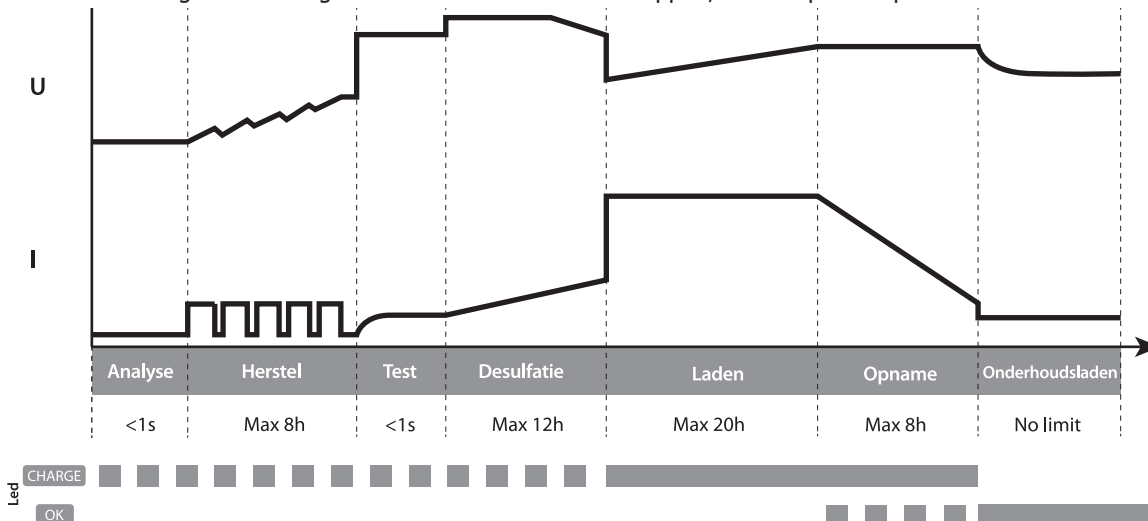 U
I
Analyse Herstel Test Desulfatie Laden Opname Onderhoudsladen
<1s Max 8h <1s Max 12h Max 20h Max 8h No limit
Led
CHARGE
OK